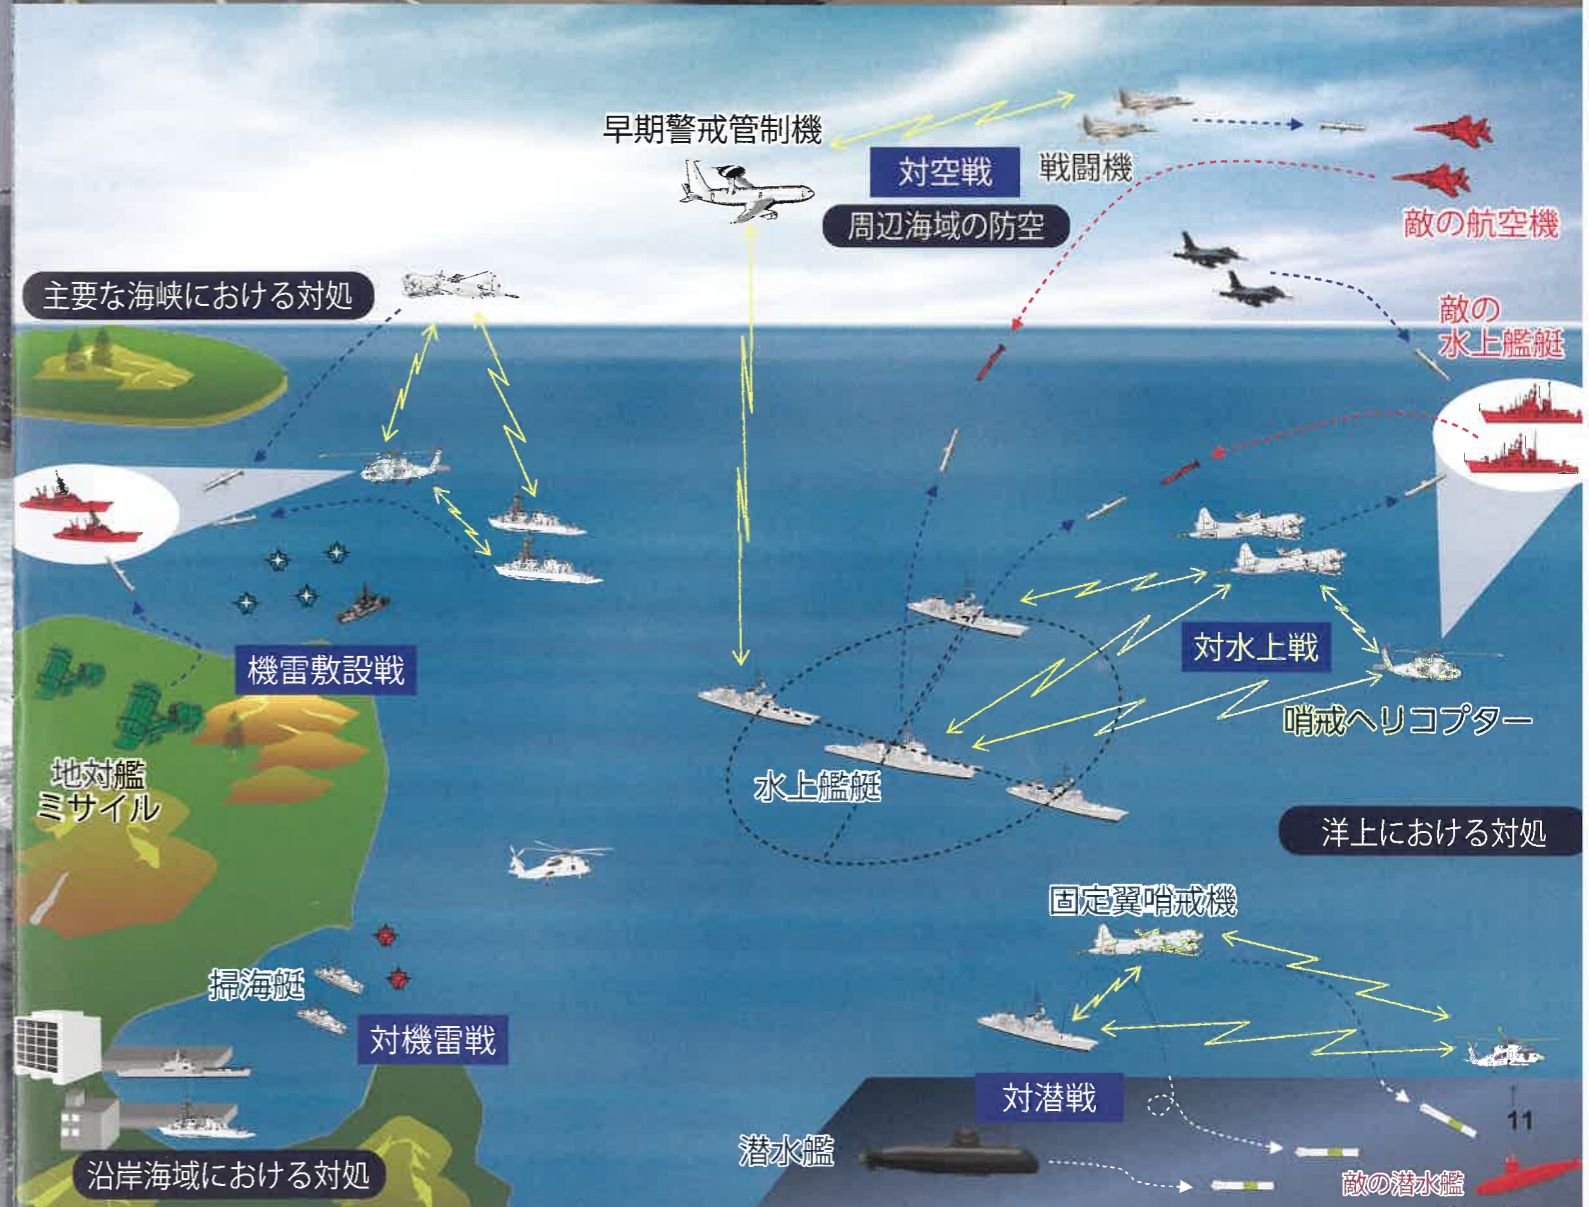 早期警戒管制機
対空戦
戦闘機
周辺海域の防空
敵の航空機
主要な海峡における対処
敵の
水上艦艇
機雷敷設戦
対水上戦
哨戒ヘリコプター
地対艦
ミサイル
水上艦艇
洋上における対処
固定翼哨戒機
掃海艇
対機雷戦
対潜戦
11
潜水艦
沿岸海域における対処
敵の潜水艦